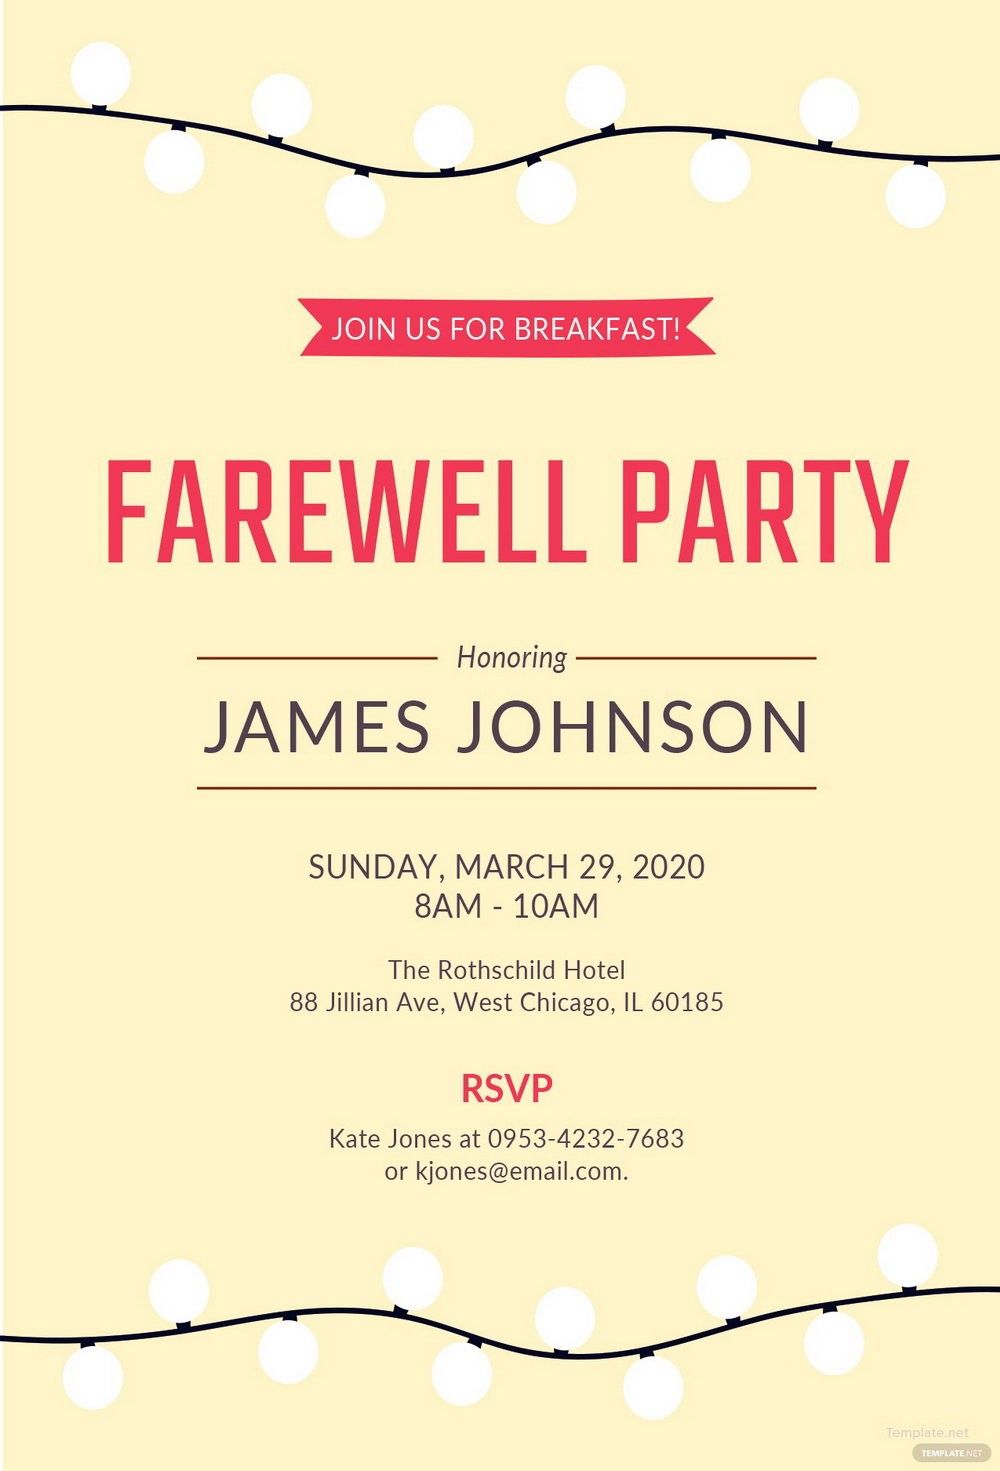 JOIN US FOR BREAKFAST!
FAREWELL PARTY
Honoring
JAMES JOHNSON
SUNDAY, MARCH 29, 2020
8AM - 10AM
The Rothschild Hotel
88 Jillian Ave, West Chicago, IL 60185
RSVP
Kate Jones at 0953-4232-7683
or kjones@email.com.
Template.net
TEMPLATE.NET